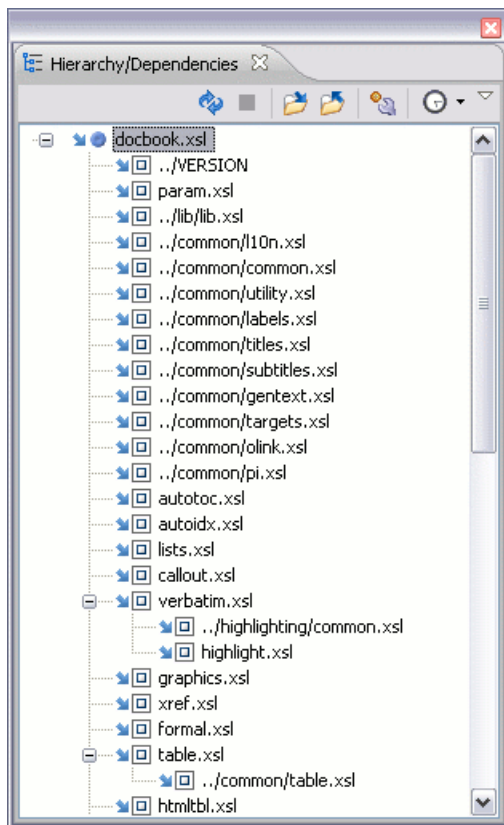 Hierarchy/Dependencies
docbook.xsl
../VERSION
param.xsl
../lib/lib.xsl
../common/l10n.xsl
../common/common.xsl
../common/utility.xsl
../common/labels.xsl
../common/titles.xsl
../common/subtitles.xsl
../common/gentext.xsl
../common/targets.xsl
../common/olink.xsl
../common/pi.xsl
autotoc.xsl
autoidx.xsl
lists.xsl
callout.xsl
verbatim.xsl
../highlighting/common.xsl
highlight.xsl
graphics.xsl
xref.xsl
formal.xsl
table.xsl
../common/table.xsl
htmltbl.xsl